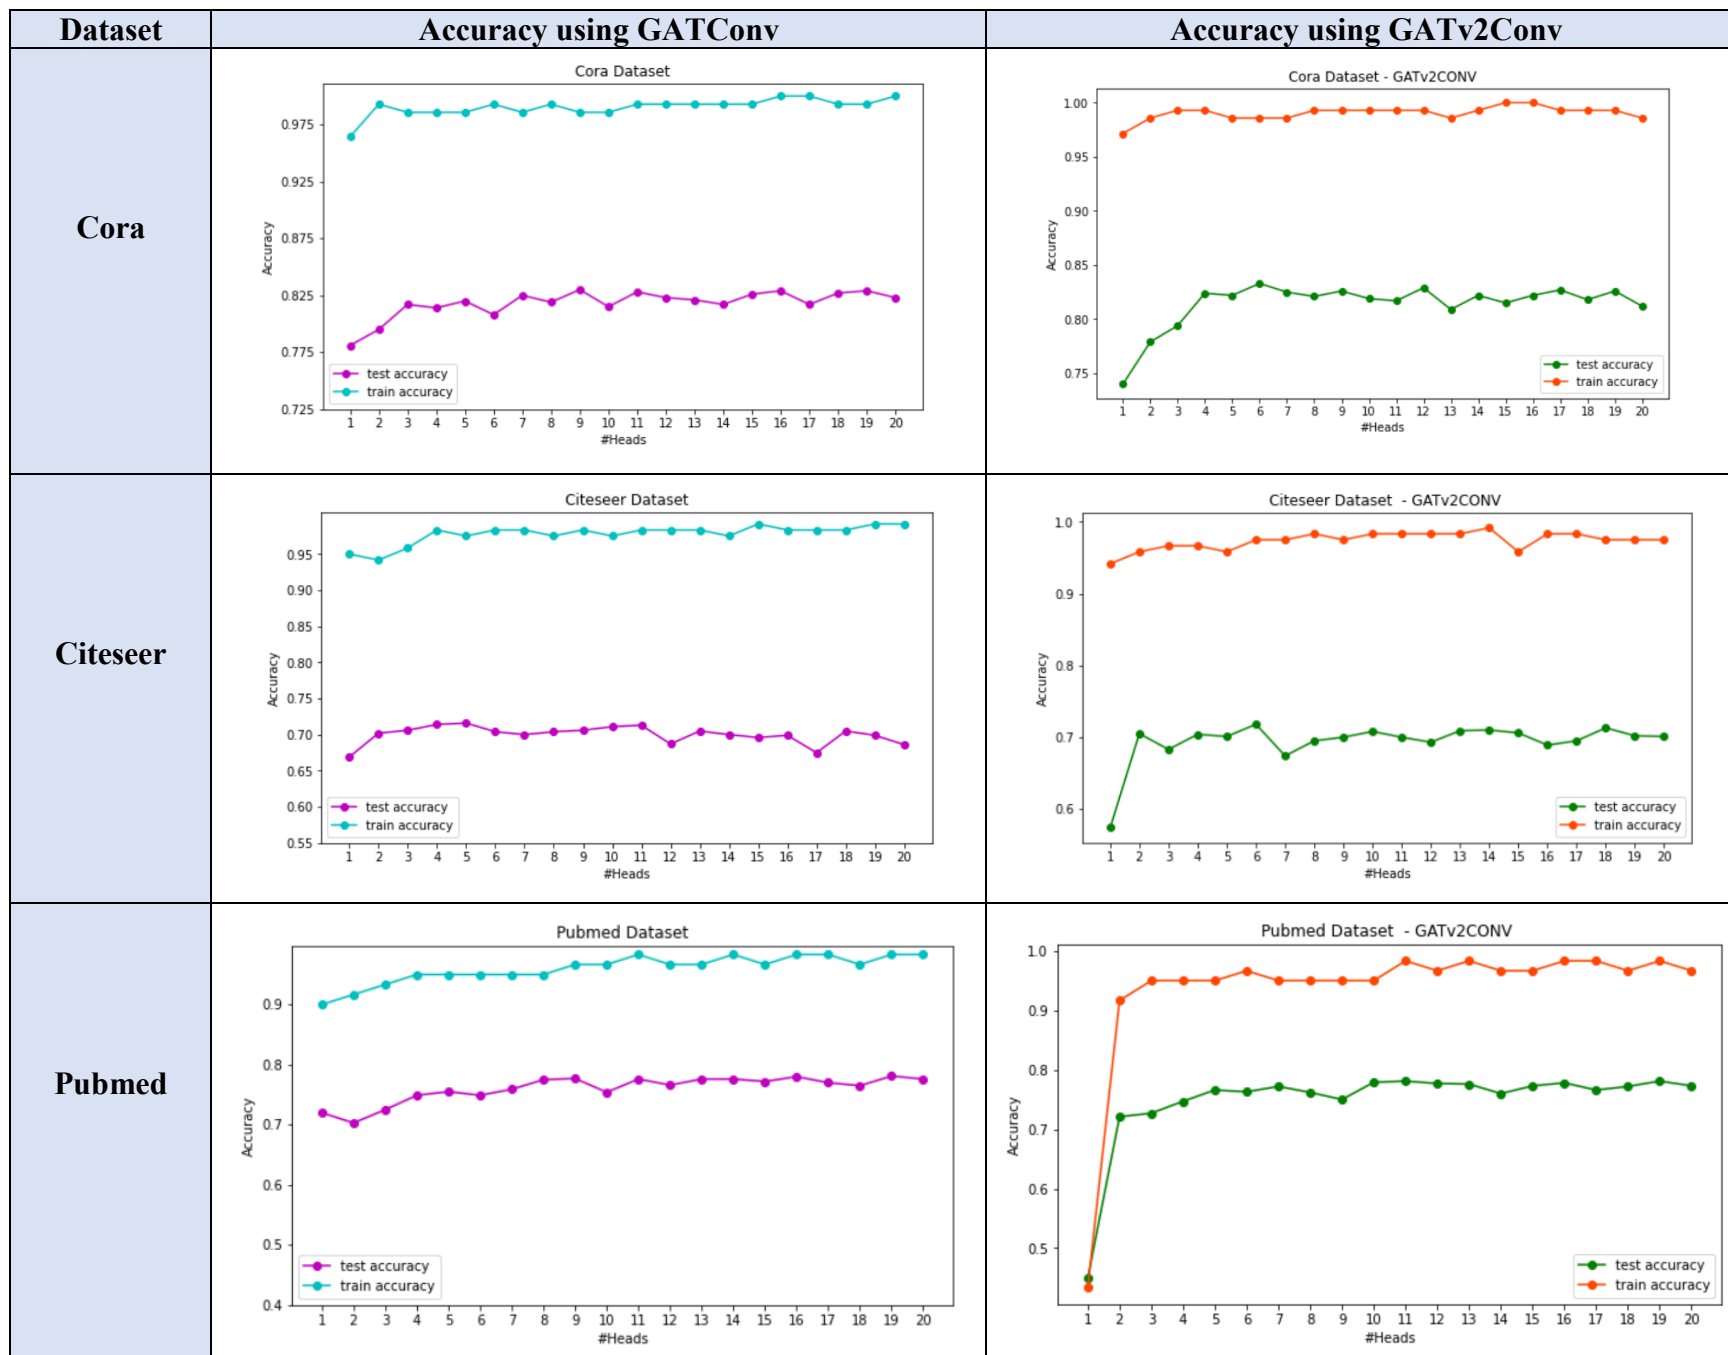 Dataset Accuracy using GATConv Accuracy using GATv2Conv
Cora
Cora Dataset
0.975
0.925
0.875
0.825
0.775
0.725
Accuracy
test accuracy
train accuracy
1 2 3 4 5 6 7 8 9 10 11 12 13 14 15 16 17 18 19 20
#Heads
Cora Dataset - GATv2CONV
1.00
0.95
0.90
0.85
0.80
0.75
Accuracy
test accuracy
train accuracy
1 2 3 4 5 6 7 8 9 10 11 12 13 14 15 16 17 18 19 20
#Heads
Citeseer
Citeseer Dataset
0.95
0.90
0.85
0.80
0.75
0.70
0.65
0.60
0.55
Accuracy
test accuracy
train accuracy
1 2 3 4 5 6 7 8 9 10 11 12 13 14 15 16 17 18 19 20
#Heads
Citeseer Dataset - GATv2CONV
1.0
0.9
0.8
0.7
0.6
Accuracy
test accuracy
train accuracy
1 2 3 4 5 6 7 8 9 10 11 12 13 14 15 16 17 18 19 20
#Heads
Pubmed
Pubmed Dataset
0.9
0.8
0.7
0.6
0.5
0.4
Accuracy
test accuracy
train accuracy
1 2 3 4 5 6 7 8 9 10 11 12 13 14 15 16 17 18 19 20
#Heads
Pubmed Dataset - GATv2CONV
1.0
0.9
0.8
0.7
0.6
0.5
Accuracy
test accuracy
train accuracy
1 2 3 4 5 6 7 8 9 10 11 12 13 14 15 16 17 18 19 20
#Heads